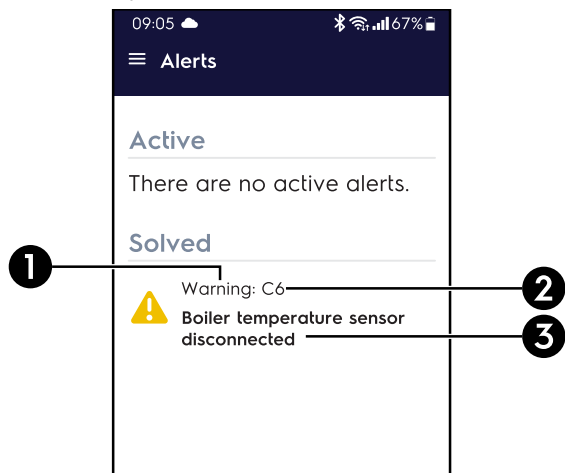 09:05 67%
Alerts
Active
There are no active alerts.
Solved
1
Warning: C6
2
Boiler temperature sensor
disconnected
3